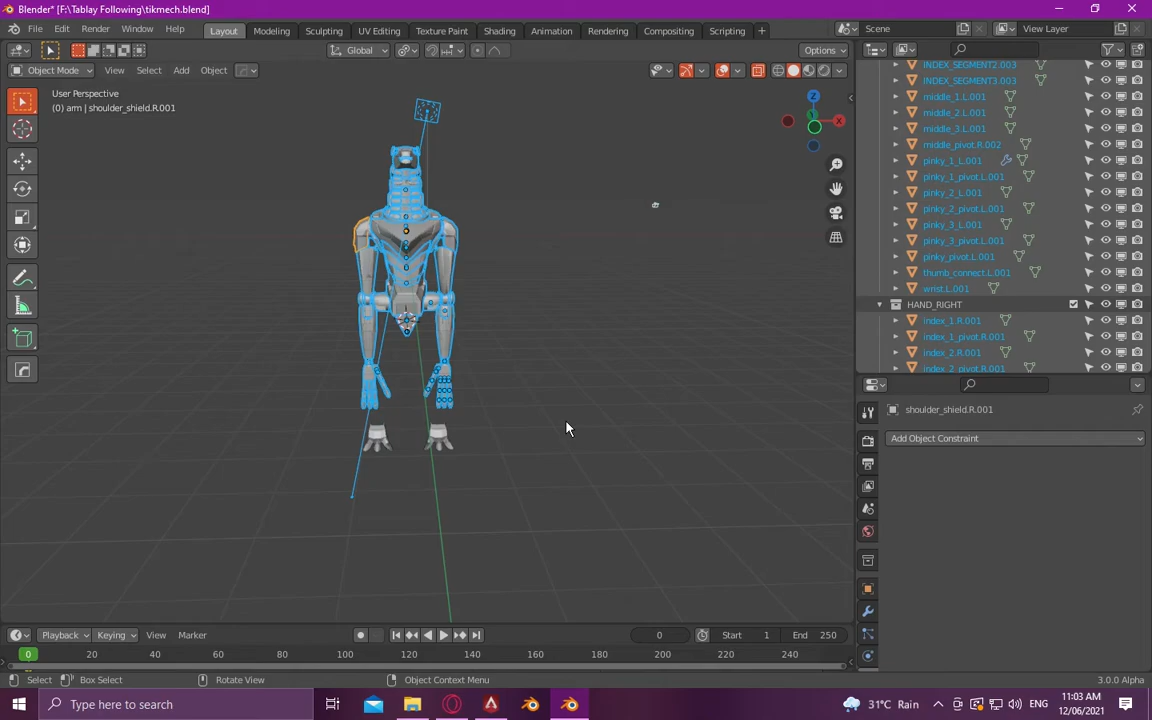 Blender* [F:\Tablay Following\tikmech.blend]
File Edit Render Window Help Layout Modeling Sculpting UV Editing Texture Paint Shading Animation Rendering Compositing Scripting + Scene View Layer
Global Options
Object Mode View Select Add Object
User Perspective
(0) arm | shoulder_shield.R.001
Z
X
INDEX_SEGMENT2.003
INDEX_SEGMENT3.003
middle_1.L.001
middle_2.L.001
middle_3.L.001
middle_pivot.R.002
pinky_1_L.001
pinky_1_pivot.L.001
pinky_2_L.001
pinky_2_pivot.L.001
pinky_3_L.001
pinky_3_pivot.L.001
pinky_pivot.L.001
thumb_connect.L.001
wrist.L.001
HAND_RIGHT
index_1.R.001
index_1_pivot.R.001
index_2.R.001
index_2_pivot.R.001
shoulder_shield.R.001
Add Object Constraint
Playback Keying View Marker 0 Start 1 End 250
0 20 40 60 80 100 120 140 160 180 200 220 240
Select Box Select Rotate View Object Context Menu 3.0.0 Alpha
Type here to search 31°C Rain ENG 11:03 AM
12/06/2021